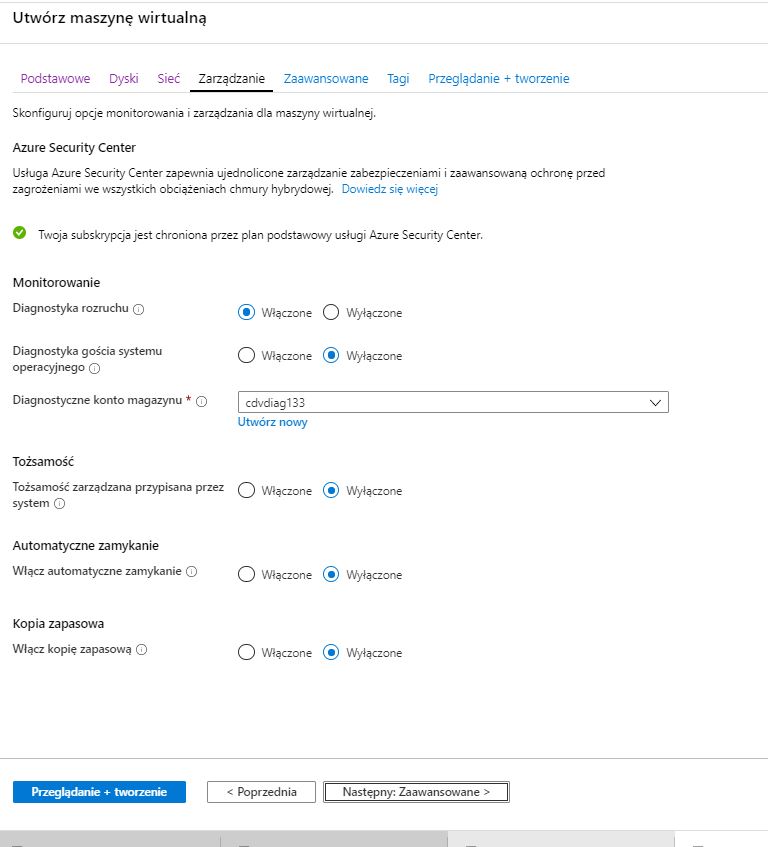 Utwórz maszynę wirtualną
Podstawowe Dyski Sieć Zarządzanie Zaawansowane Tagi Przeglądanie + tworzenie
Skonfiguruj opcje monitorowania i zarządzania dla maszyny wirtualnej.
Azure Security Center
Usługa Azure Security Center zapewnia ujednolicone zarządzanie zabezpieczeniami i zaawansowaną ochronę przed
zagrożeniami we wszystkich obciążeniach chmury hybrydowej. Dowiedz się więcej
Twoja subskrypcja jest chroniona przez plan podstawowy usługi Azure Security Center.
Monitorowanie
Diagnostyka rozruchu Włączone Wyłączone
Diagnostyka gościa systemu
operacyjnego Włączone Wyłączone
Diagnostyczne konto magazynu * cdvdiag133
Utwórz nowy
Tożsamość
Tożsamość zarządzana przypisana przez
system Włączone Wyłączone
Automatyczne zamykanie
Włącz automatyczne zamykanie Włączone Wyłączone
Kopia zapasowa
Włącz kopię zapasową Włączone Wyłączone
Przeglądanie + tworzenie < Poprzednia Następny: Zaawansowane >